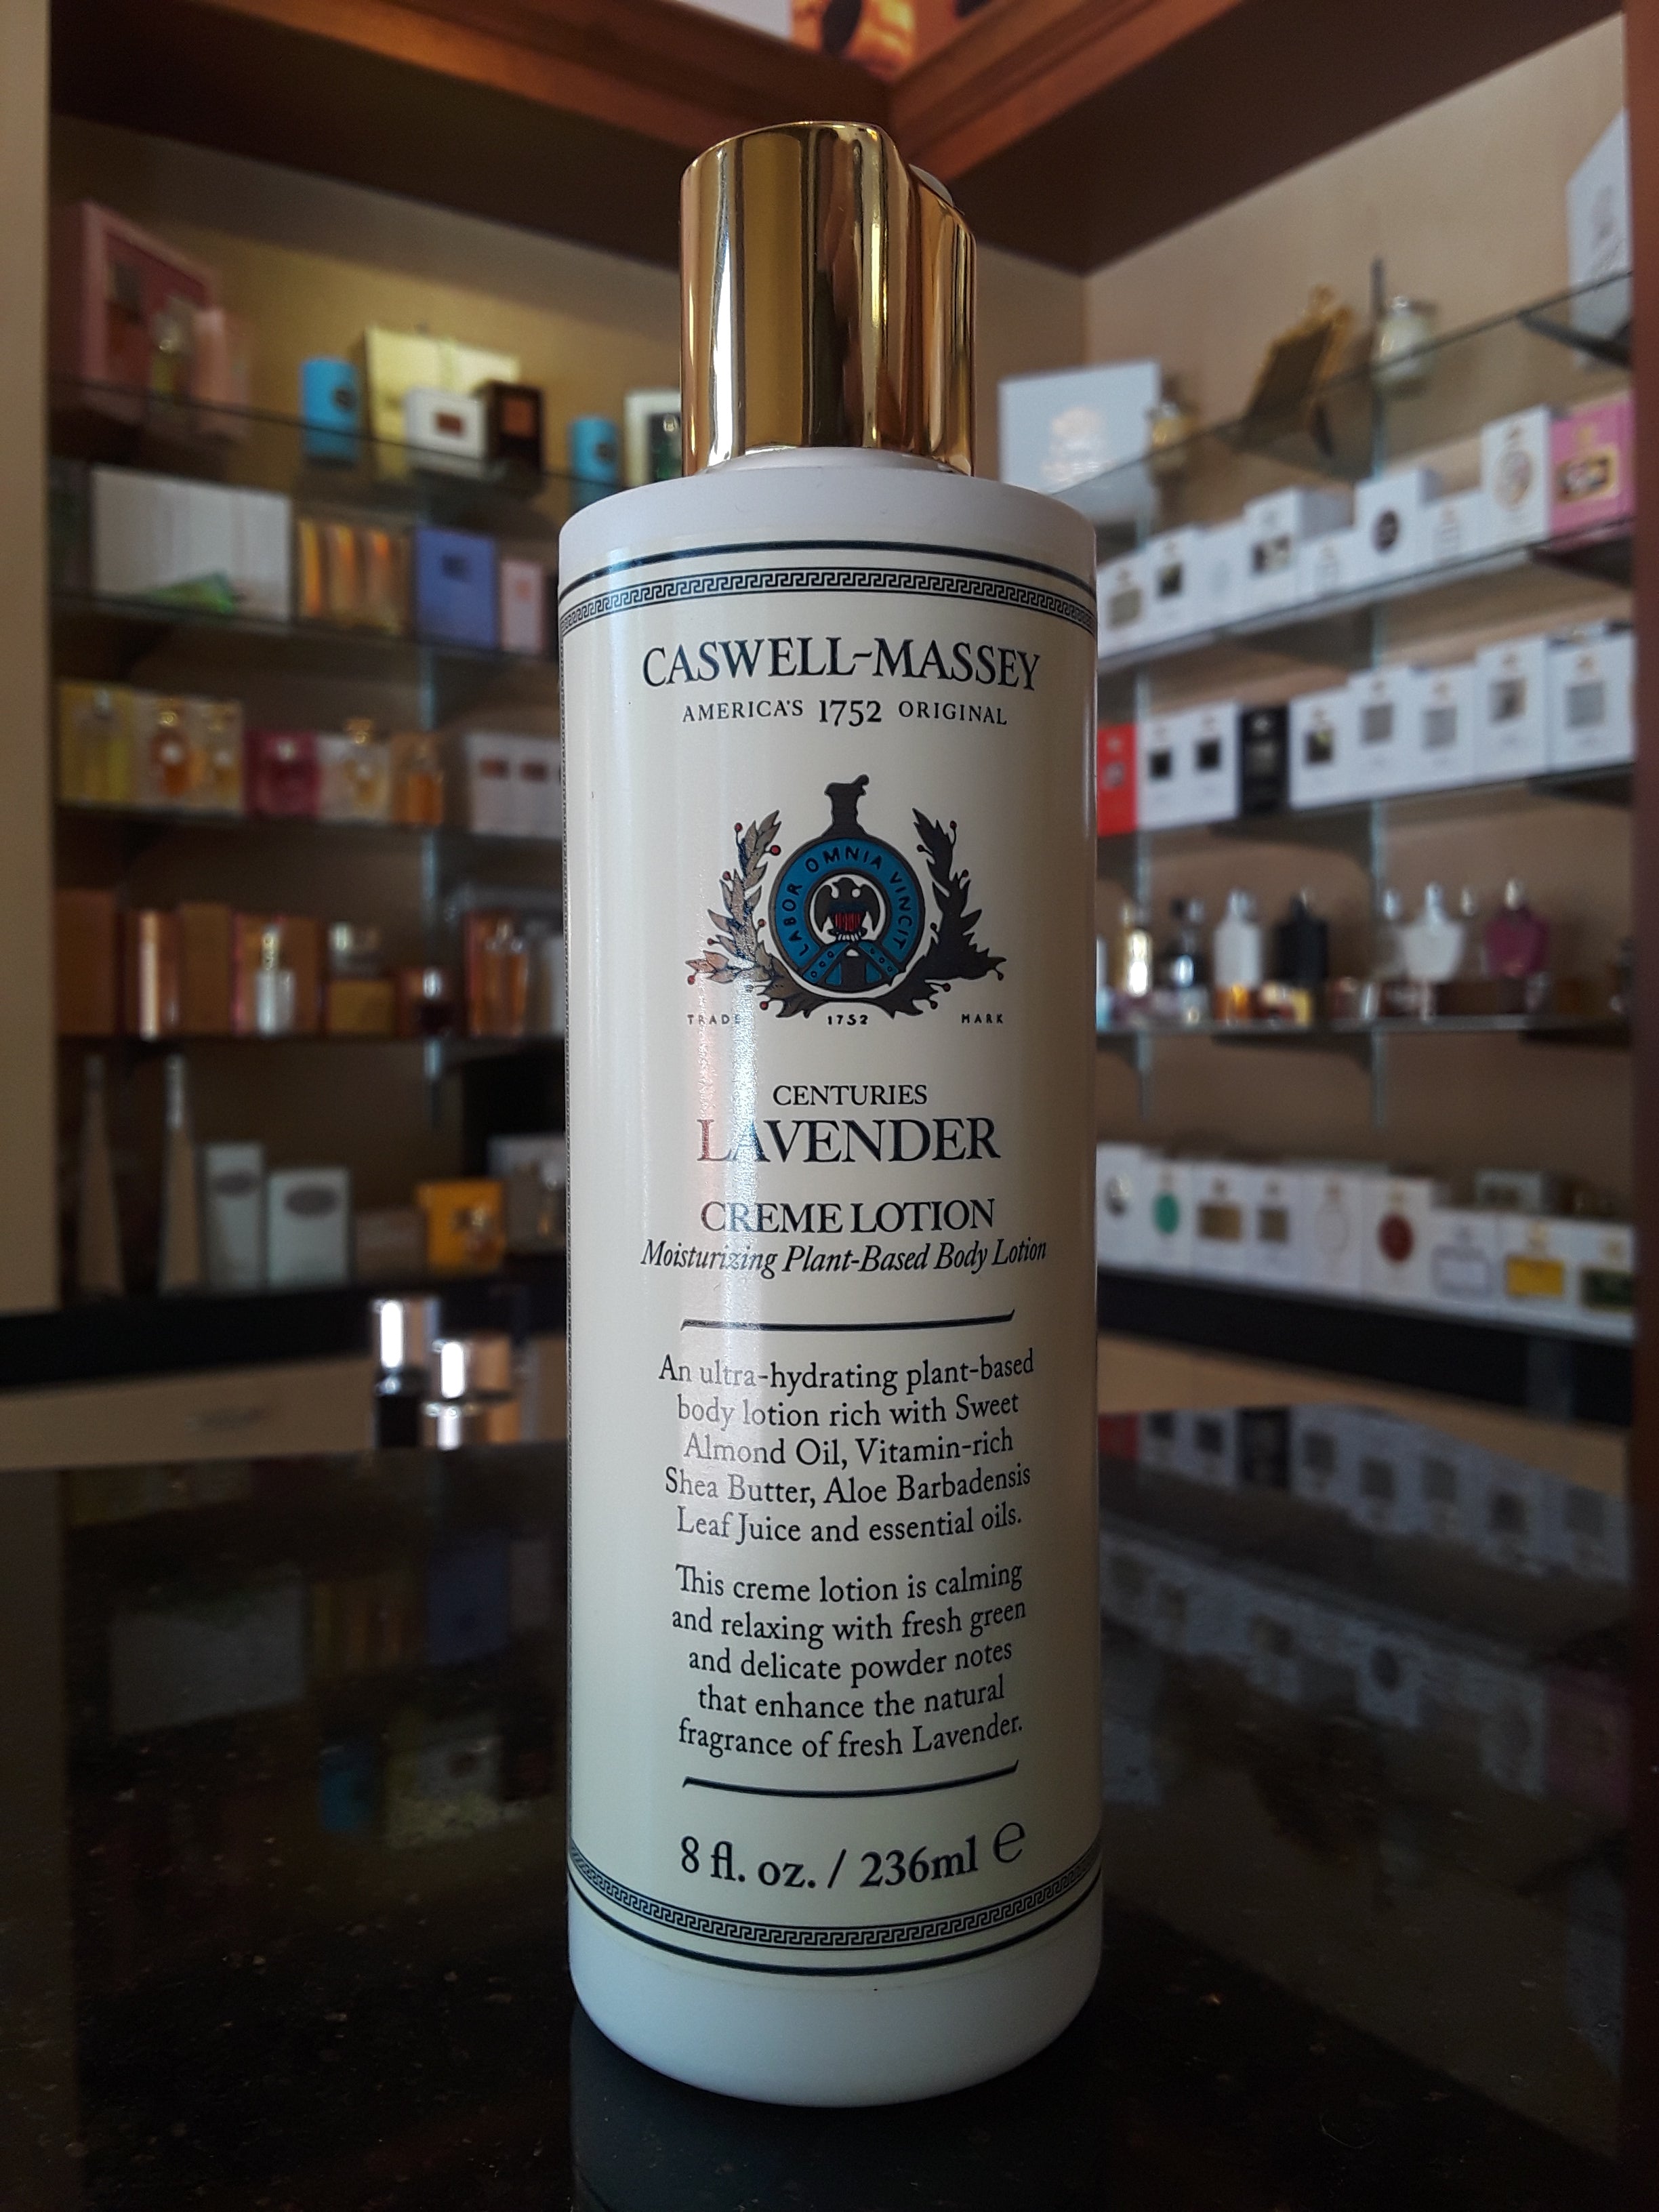 CASWELL-MASSEY
AMERICA'S 1752 ORIGINAL
LABOR OMNIA VINCIT
TRADE 1752 MARK
CENTURIES
LAVENDER
CREME LOTION
Moisturizing Plant-Based Body Lotion
An ultra-hydrating plant-based
body lotion rich with Sweet
Almond Oil, Vitamin-rich
Shea Butter, Aloe Barbadensis
Leaf Juice and essential oils.
This creme lotion is calming
and relaxing with fresh green
and delicate powder notes
that enhance the natural
fragrance of fresh Lavender.
8 fl. oz. / 236ml ℮